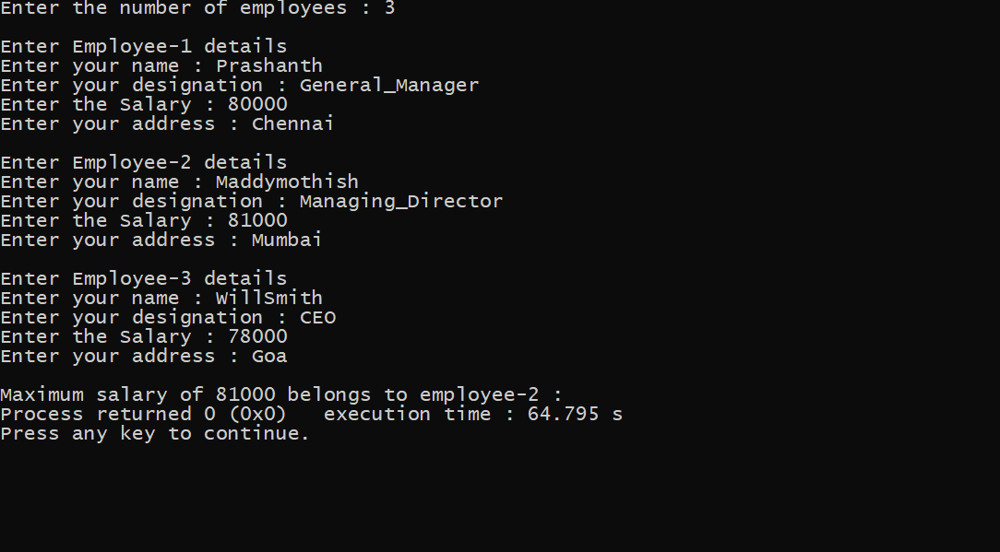 Enter the number of employees : 3
Enter Employee-1 details
Enter your name : Prashanth
Enter your designation : General_Manager
Enter the Salary : 80000
Enter your address : Chennai
Enter Employee-2 details
Enter your name : Maddymothish
Enter your designation : Managing_Director
Enter the Salary : 81000
Enter your address : Mumbai
Enter Employee-3 details
Enter your name : WillSmith
Enter your designation : CEO
Enter the Salary : 78000
Enter your address : Goa
Maximum salary of 81000 belongs to employee-2 :
Process returned 0 (0x0)   execution time : 64.795 s
Press any key to continue.